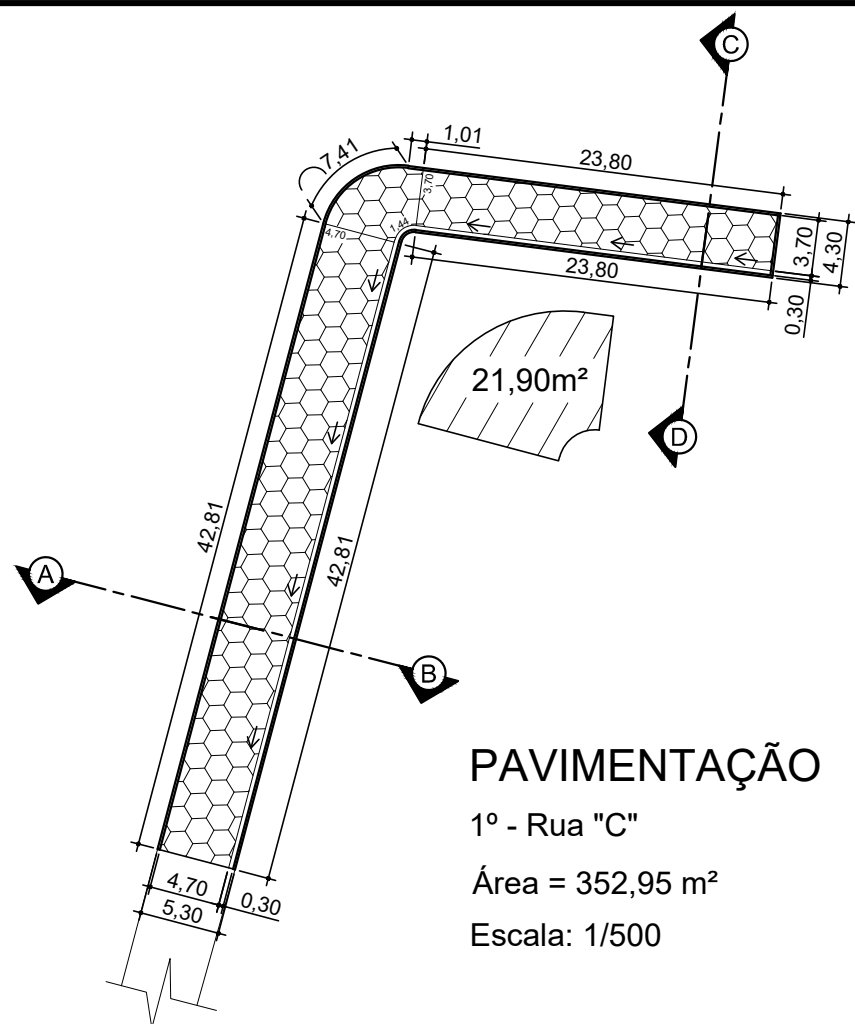 C
1,01
7,41
23,80
3,70
4,70
1,44
3,70
4,30
23,80
0,30
21,90m²
D
42,81
42,81
A
B
PAVIMENTAÇÃO
1º - Rua "C"
Área = 352,95 m²
4,70
0,30
5,30
Escala: 1/500